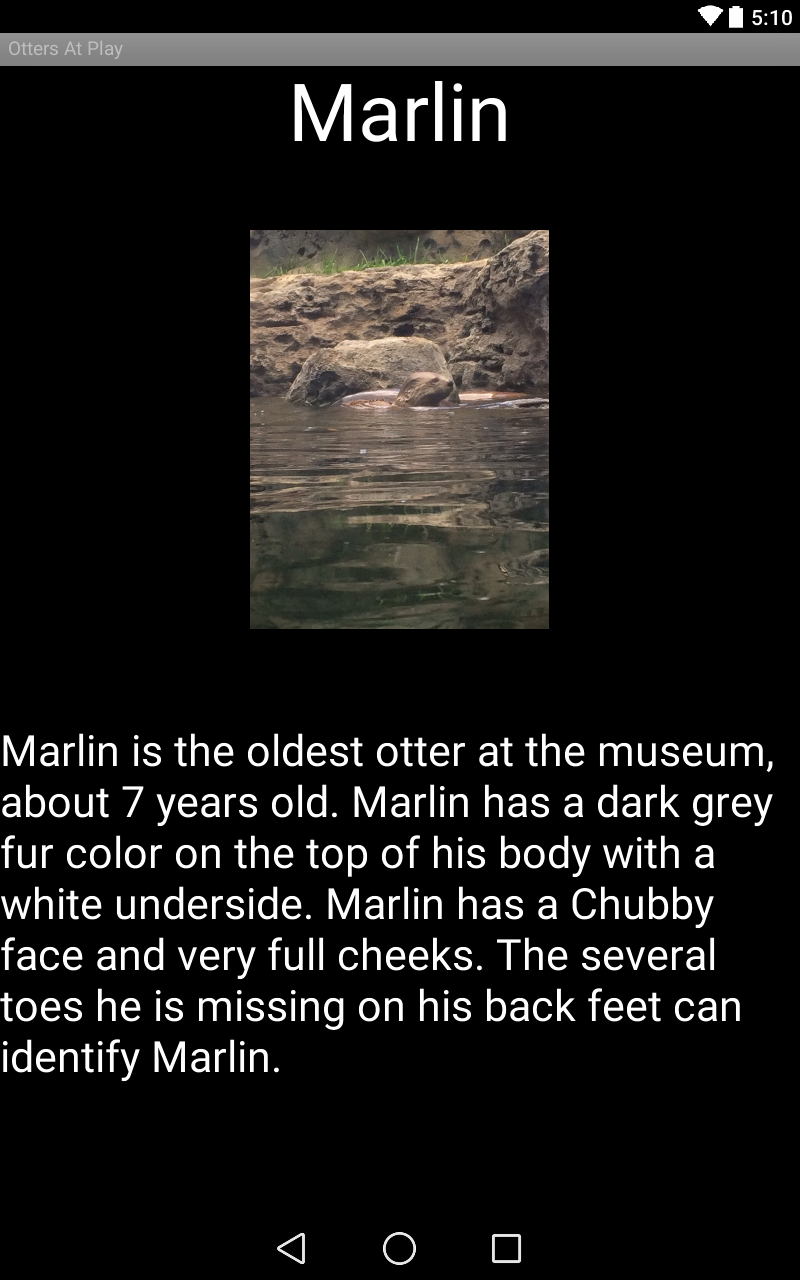 5:10
Otters At Play
Marlin
Marlin is the oldest otter at the museum,
about 7 years old. Marlin has a dark grey
fur color on the top of his body with a
white underside. Marlin has a Chubby
face and very full cheeks. The several
toes he is missing on his back feet can
identify Marlin.